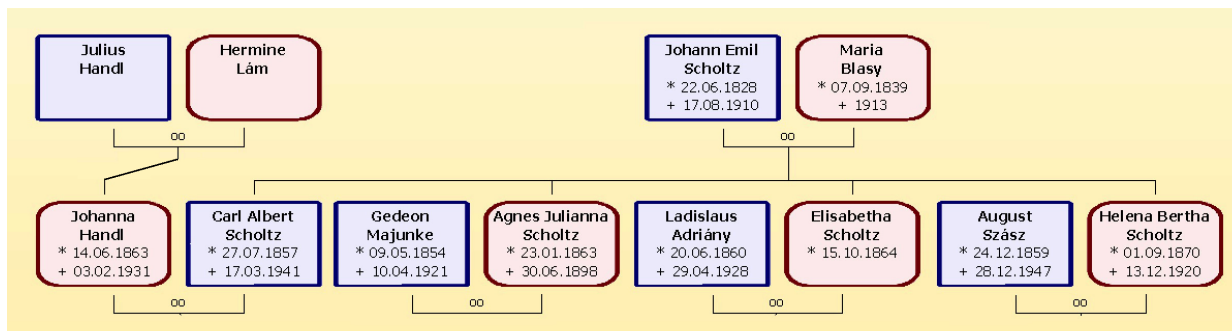 Julius
Handl
Hermine
Lám
Johann Emil
Scholtz
* 22.06.1828
+ 17.08.1910
Maria
Blasy
* 07.09.1839
+ 1913
oo
oo
Johanna
Handl
* 14.06.1863
+ 03.02.1931
Carl Albert
Scholtz
* 27.07.1857
+ 17.03.1941
Gedeon
Majunke
* 09.05.1854
+ 10.04.1921
Agnes Julianna
Scholtz
* 23.01.1863
+ 30.06.1898
Ladislaus
Adriány
* 20.06.1860
+ 29.04.1928
Elisabetha
Scholtz
* 15.10.1864
August
Szász
* 24.12.1859
+ 28.12.1947
Helena Bertha
Scholtz
* 01.09.1870
+ 13.12.1920
oo
oo
oo
oo